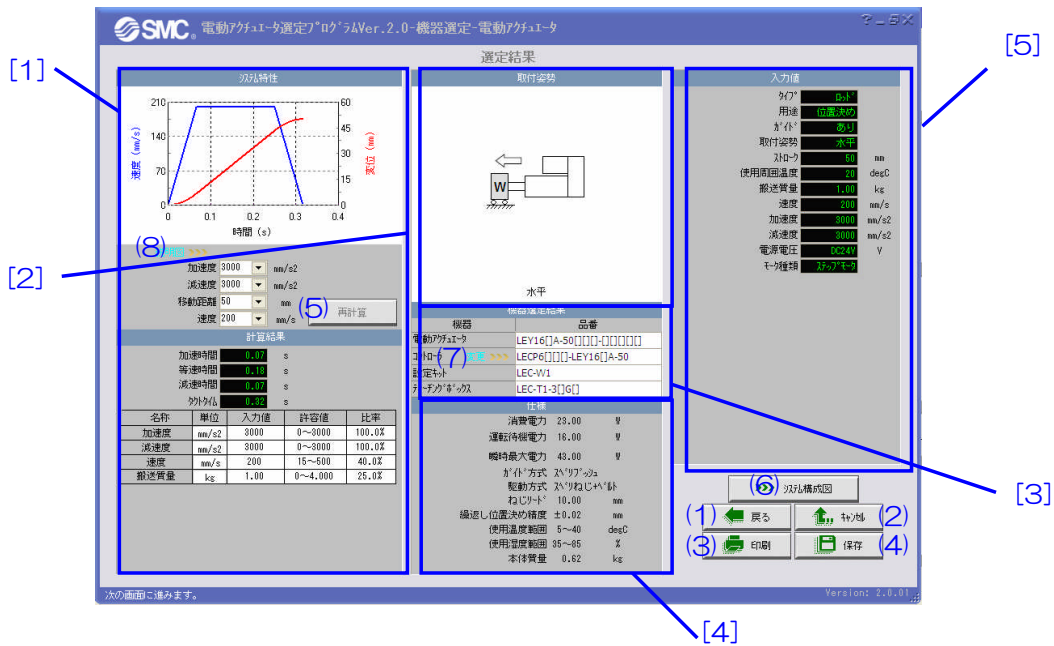 SMC. 電動ｱｸﾁｭｴｰﾀ選定ﾌﾟﾛｸﾞﾗﾑVer.2.0-機器選定-電動ｱｸﾁｭｴｰﾀ
選定結果
[1]
[2]
ｼｽﾃﾑ特性
210
140
70
0
速度 (mm/s)
60
45
30
15
0
変位 (mm)
0 0.1 0.2 0.3 0.4
時間 (s)
(8)
加速度 3000 mm/s2
減速度 3000 mm/s2
移動距離 50 mm
速度 200 mm/s
(5) 再計算
計算結果
加速時間 0.07 s
等速時間 0.18 s
減速時間 0.07 s
ﾀｸﾄﾀｲﾑ 0.32 s
名称 単位 入力値 許容値 比率
加速度 mm/s2 3000 0～3000 100.0%
減速度 mm/s2 3000 0～3000 100.0%
速度 mm/s 200 15～500 40.0%
搬送質量 kg 1.00 0～4.000 25.0%
取付姿勢
W
水平
機器選定結果
機器 品番
電動ｱｸﾁｭｴｰﾀ LEY16[]A-50[][][]-[][][][][]
ｺﾝﾄﾛｰﾗ (7) 変更 LECP6[][][]-LEY16[]A-50
設定ｷｯﾄ LEC-W1
ﾃｨｰﾁﾝｸﾞﾎﾞｯｸｽ LEC-T1-3[]G[]
仕様
消費電力 23.00 W
運転待機電力 16.00 W
瞬時最大電力 43.00 W
ｶﾞｲﾄﾞ方式 ｽﾍﾞﾘﾌﾞｯｼｭ
駆動方式 ｽﾍﾞﾘねじ+ﾍﾞﾙﾄ
ねじﾘｰﾄﾞ 10.00 mm
繰返し位置決め精度 ±0.02 mm
使用温度範囲 5～40 degC
使用湿度範囲 35～85 %
本体質量 0.62 kg
[4]
[5]
入力値
ﾀｲﾌﾟ ﾛｯﾄﾞ
用途 位置決め
ｶﾞｲﾄﾞ あり
取付姿勢 水平
ｽﾄﾛｰｸ 50 mm
使用周囲温度 20 degC
搬送質量 1.00 kg
速度 200 mm/s
加速度 3000 mm/s2
減速度 3000 mm/s2
電源電圧 DC24V V
ﾓｰﾀ種類 ｽﾃｯﾌﾟﾓｰﾀ
[3]
(6) ｼｽﾃﾑ構成図
(1) 戻る ｷｬﾝｾﾙ (2)
(3) 印刷 保存 (4)
次の画面に進みます。
Version: 2.0.01